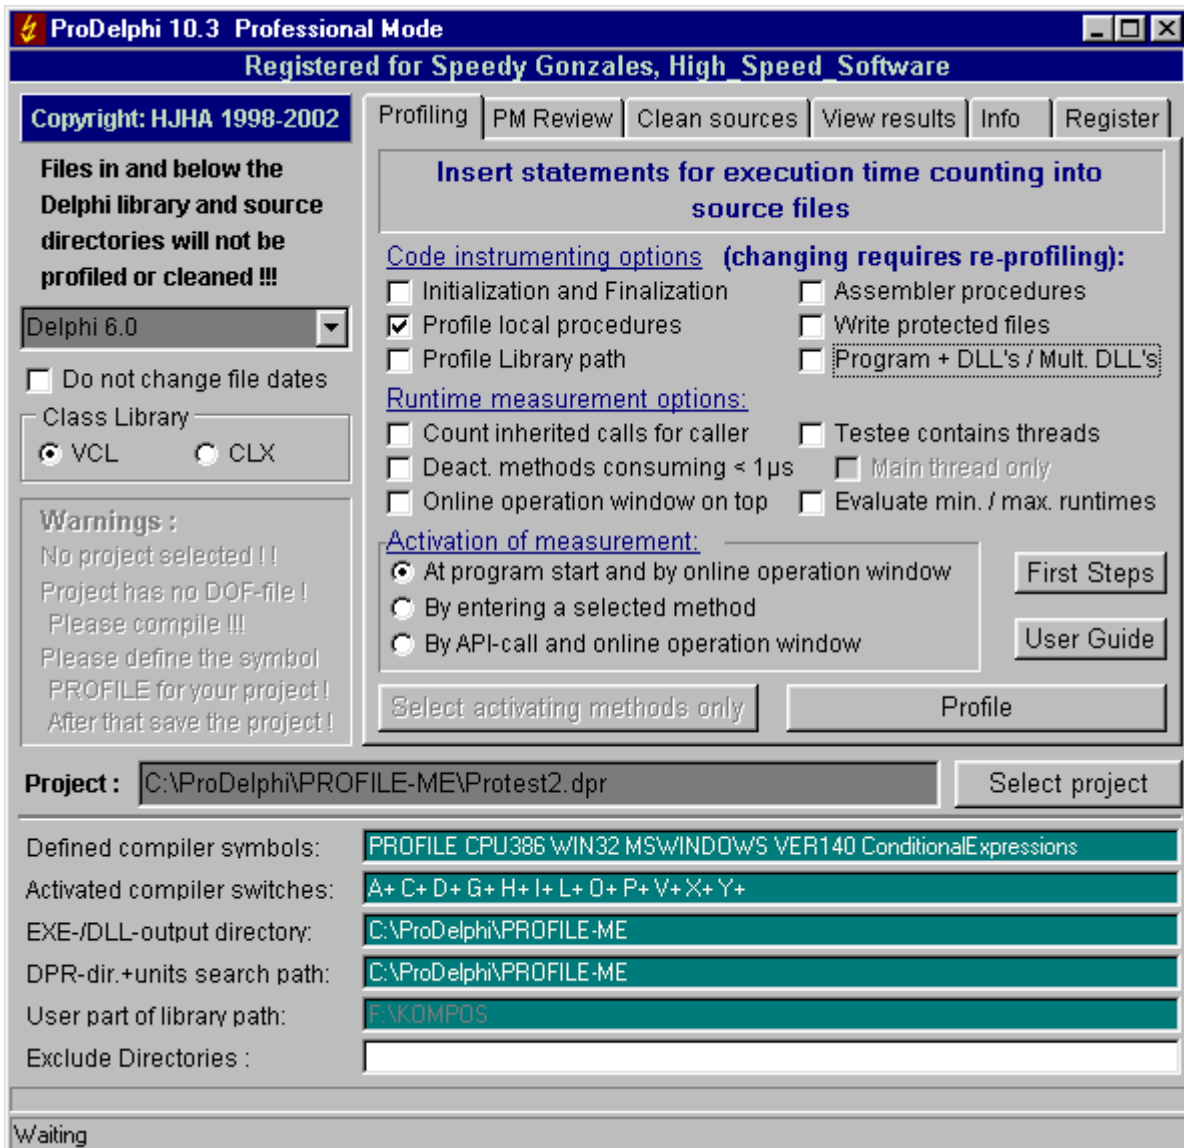 ProDelphi 10.3 Professional Mode
Registered for Speedy Gonzales, High_Speed_Software
Copyright: HJHA 1998-2002
Files in and below the
Delphi library and source
directories will not be
profiled or cleaned !!!
Delphi 6.0
Do not change file dates
Class Library
VCL CLX
Warnings :
No project selected ! !
Project has no DOF-file !
Please compile !!!
Please define the symbol
PROFILE for your project !
After that save the project !
Profiling PM Review Clean sources View results Info Register
Insert statements for execution time counting into
source files
Code instrumenting options (changing requires re-profiling):
Initialization and Finalization Assembler procedures
Profile local procedures Write protected files
Profile Library path Program + DLL's / Mult. DLL's
Runtime measurement options:
Count inherited calls for caller Testee contains threads
Deact. methods consuming < 1µs Main thread only
Online operation window on top Evaluate min. / max. runtimes
Activation of measurement:
At program start and by online operation window First Steps
By entering a selected method
By API-call and online operation window User Guide
Select activating methods only Profile
Project : C:\ProDelphi\PROFILE-ME\Protest2.dpr Select project
Defined compiler symbols: PROFILE CPU386 WIN32 MSWINDOWS VER140 ConditionalExpressions
Activated compiler switches: A+ C+ D+ G+ H+ I+ L+ O+ P+ V+ X+ Y+
EXE-/DLL-output directory: C:\ProDelphi\PROFILE-ME
DPR-dir.+units search path: C:\ProDelphi\PROFILE-ME
User part of library path: F:\KOMPOS
Exclude Directories :
Waiting